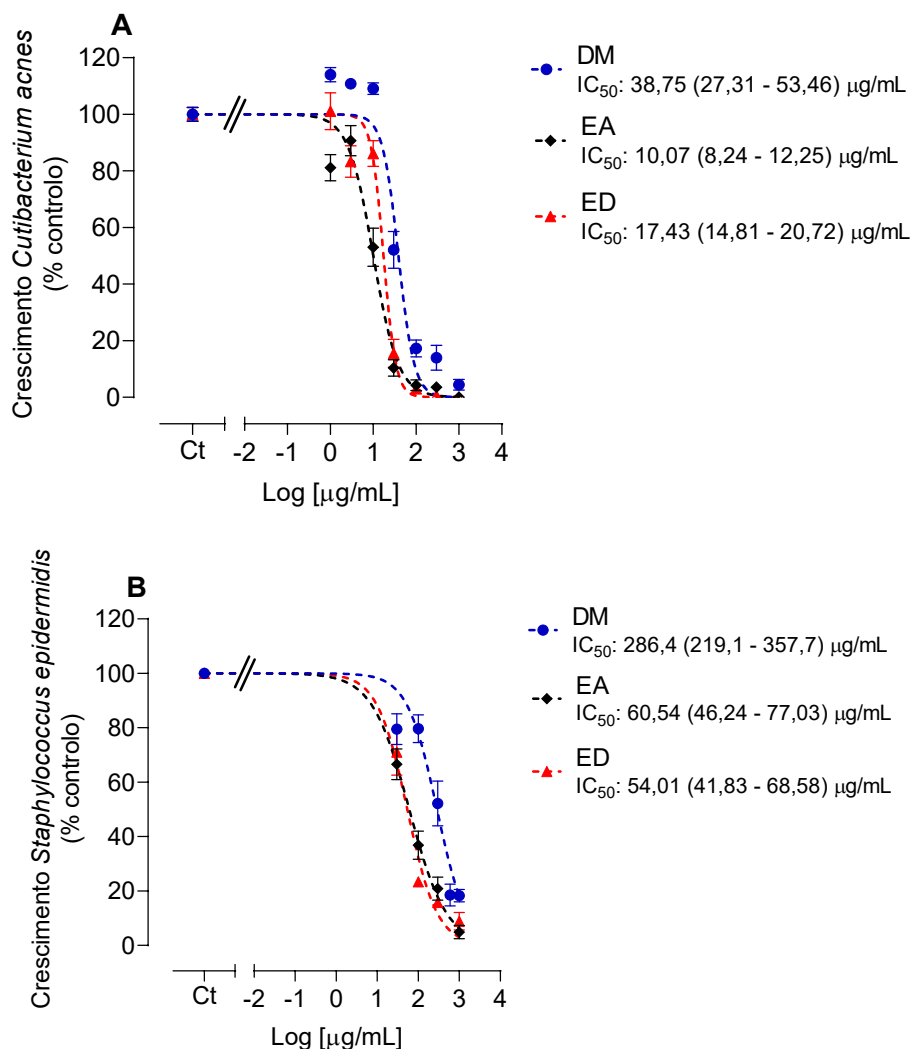 A
Crescimento Cutibacterium acnes
(% controlo)
120
100
80
60
40
20
0
Ct
-2
-1
0
1
2
3
4
Log [μg/mL]
DM
IC50: 38,75 (27,31 - 53,46) μg/mL
EA
IC50: 10,07 (8,24 - 12,25) μg/mL
ED
IC50: 17,43 (14,81 - 20,72) μg/mL
B
Crescimento Staphylococcus epidermidis
(% controlo)
120
100
80
60
40
20
0
Ct
-2
-1
0
1
2
3
4
Log [μg/mL]
DM
IC50: 286,4 (219,1 - 357,7) μg/mL
EA
IC50: 60,54 (46,24 - 77,03) μg/mL
ED
IC50: 54,01 (41,83 - 68,58) μg/mL